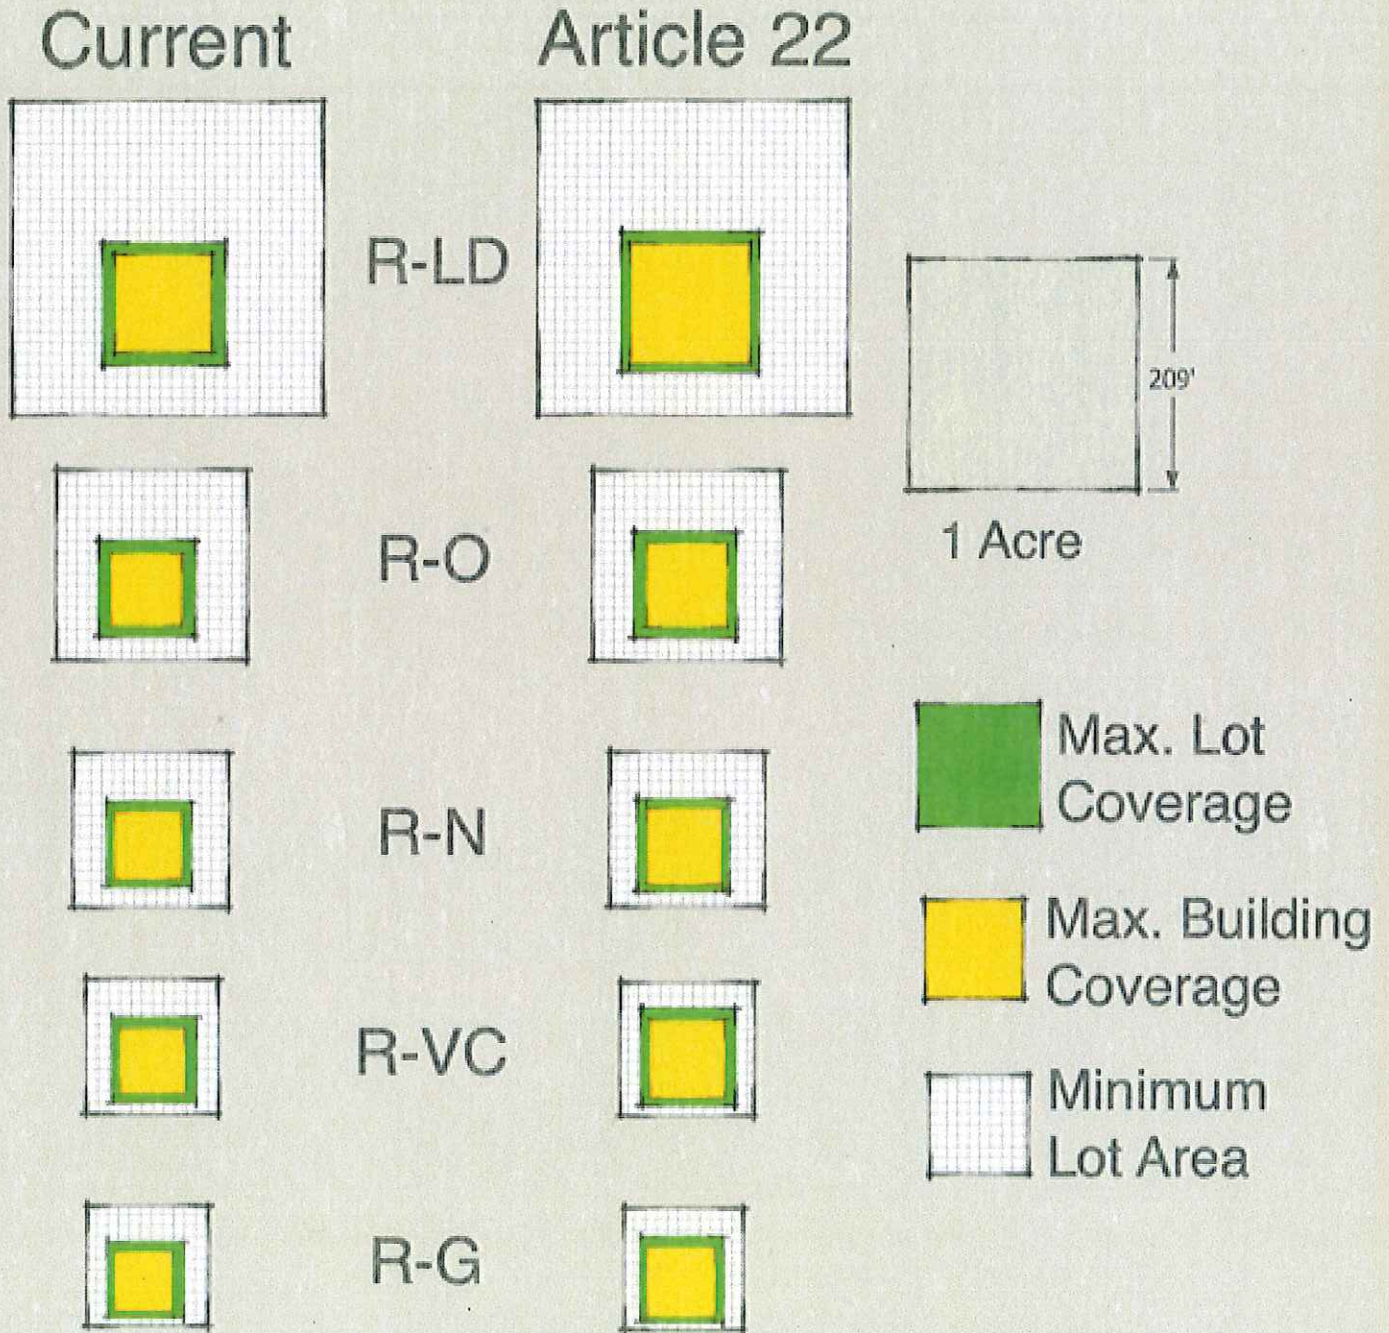 Current
Article 22
R-LD
209'
1 Acre
R-O
R-N
R-VC
R-G
Max. Lot
Coverage
Max. Building
Coverage
Minimum
Lot Area